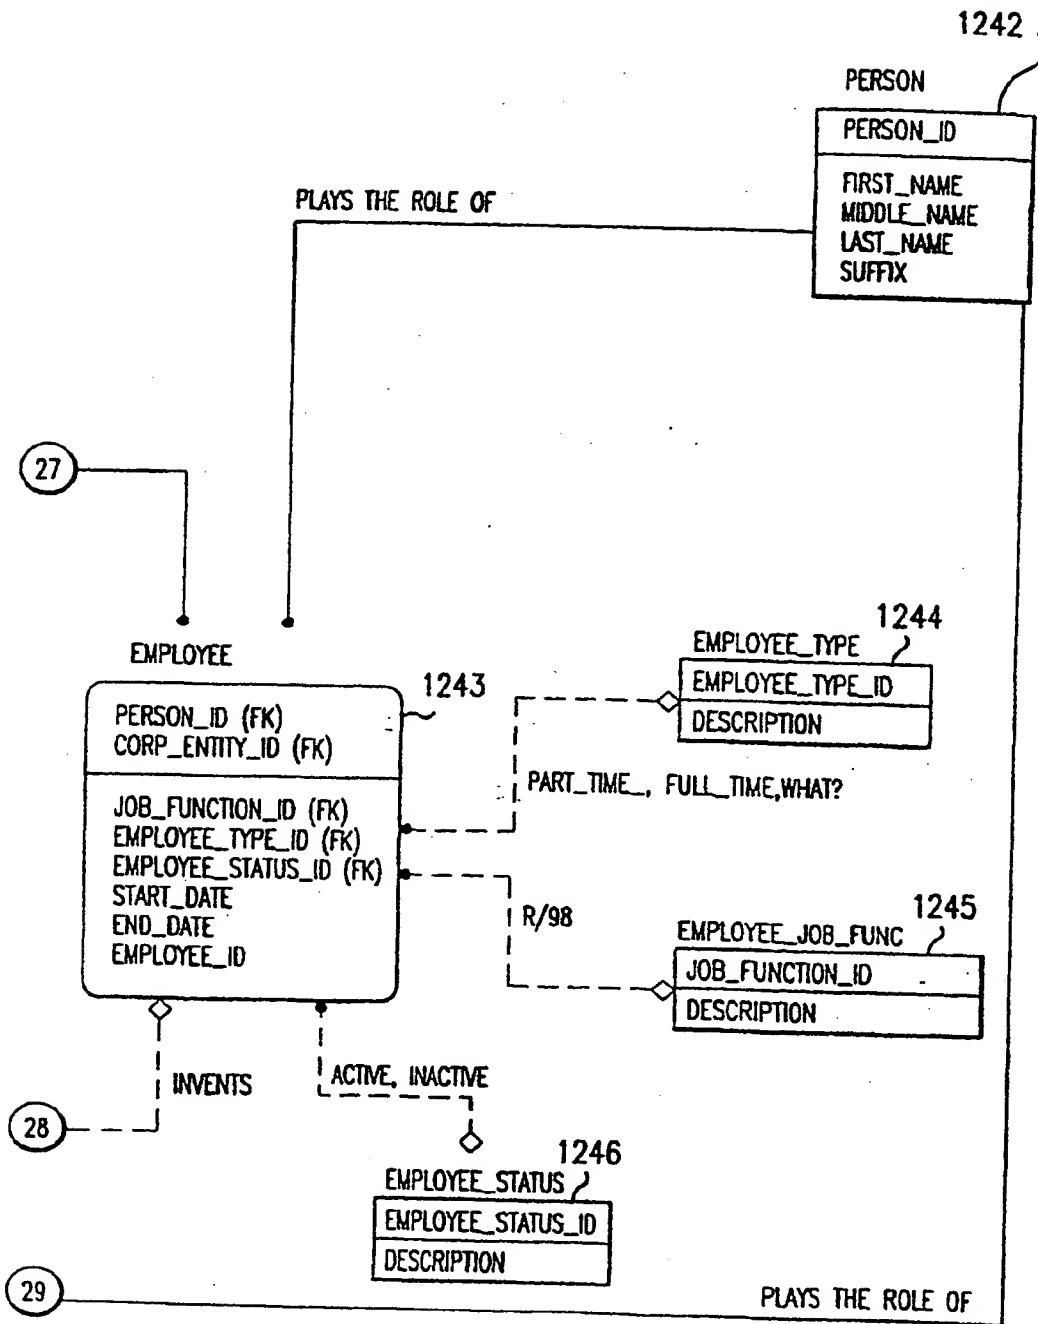 1242
PERSON
PERSON_ID
FIRST_NAME
MIDDLE_NAME
LAST_NAME
SUFFIX
PLAYS THE ROLE OF
27
EMPLOYEE
1243
PERSON_ID (FK)
CORP_ENTITY_ID (FK)
JOB_FUNCTION_ID (FK)
EMPLOYEE_TYPE_ID (FK)
EMPLOYEE_STATUS_ID (FK)
START_DATE
END_DATE
EMPLOYEE_ID
1244
EMPLOYEE_TYPE
EMPLOYEE_TYPE_ID
DESCRIPTION
PART_TIME_, FULL_TIME,WHAT?
R/98
1245
EMPLOYEE_JOB_FUNC
JOB_FUNCTION_ID
DESCRIPTION
INVENTS
ACTIVE, INACTIVE
28
1246
EMPLOYEE_STATUS
EMPLOYEE_STATUS_ID
DESCRIPTION
29
PLAYS THE ROLE OF